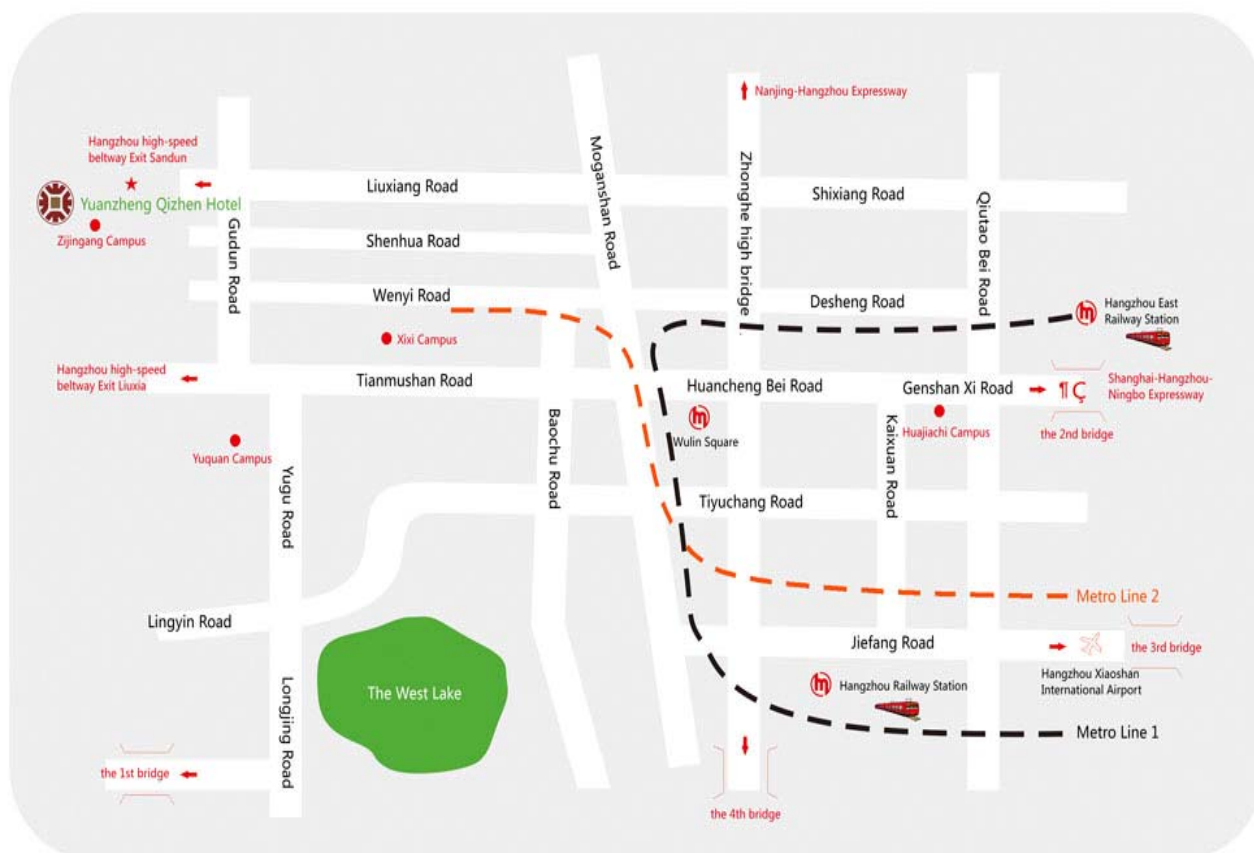 Nanjing-Hangzhou Expressway
Hangzhou high-speed
beltway Exit Sandun
Yuanzheng Qizhen Hotel
Zijingang Campus
Liuxiang Road
Shixiang Road
Shenhua Road
Gudun Road
Moganshan Road
Zhonghe high bridge
Qiutao Bei Road
Wenyi Road
Desheng Road
Hangzhou East
Railway Station
Xixi Campus
Hangzhou high-speed
beltway Exit Liuxia
Tianmushan Road
Huancheng Bei Road
Genshan Xi Road
¶Ç
Shanghai-Hangzhou-
Ningbo Expressway
the 2nd bridge
Huajiachi Campus
Wulin Square
Yuquan Campus
Yugu Road
Baochu Road
Kaixuan Road
Tiyuchang Road
Metro Line 2
Lingyin Road
Jiefang Road
the 3rd bridge
Hangzhou Xiaoshan
International Airport
The West Lake
Longjing Road
Hangzhou Railway Station
Metro Line 1
the 1st bridge
the 4th bridge